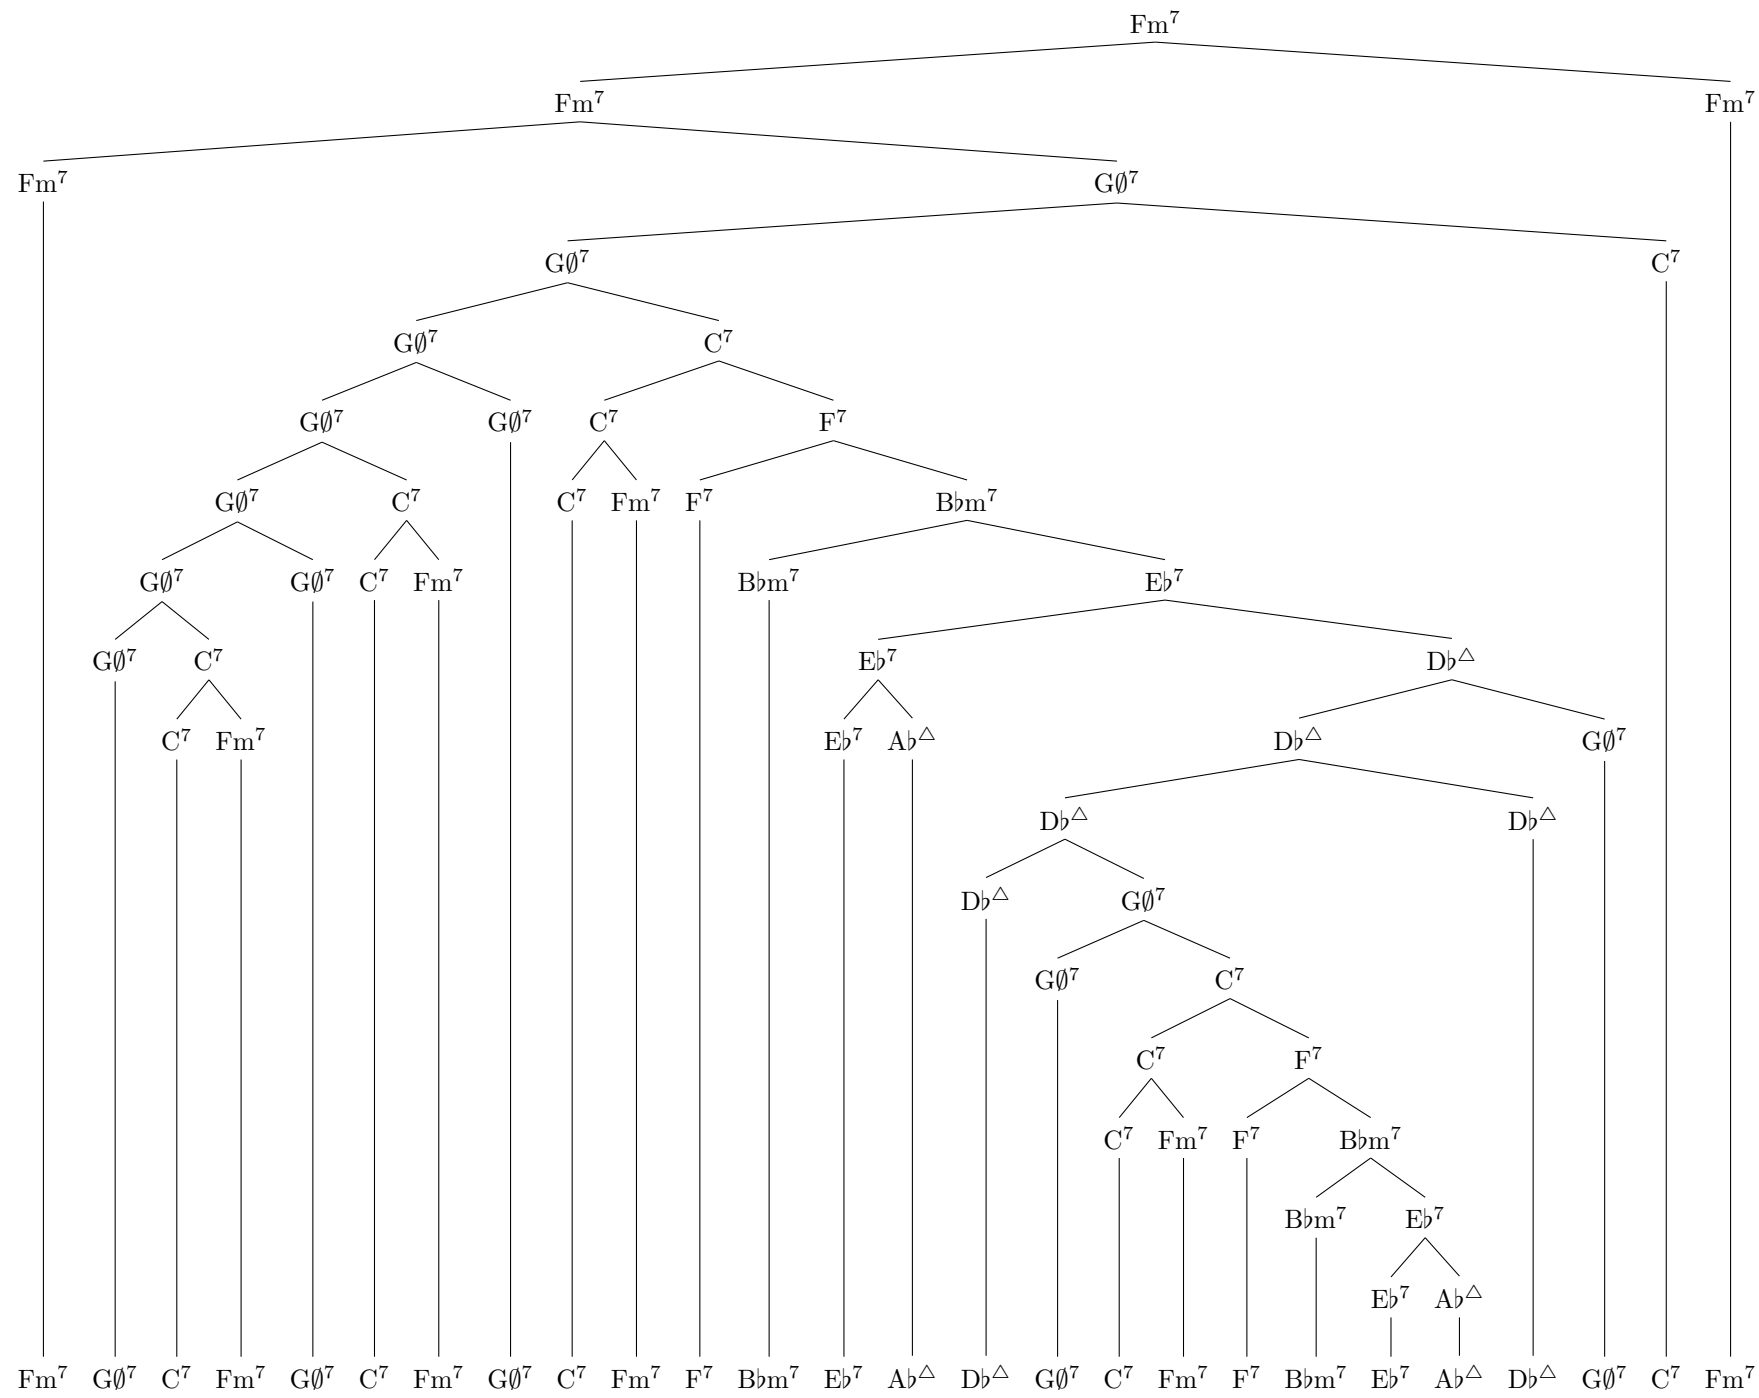 Fm⁷
Fm⁷ Fm⁷
Fm⁷ G∅⁷
G∅⁷ C⁷
G∅⁷ C⁷
G∅⁷ G∅⁷ C⁷ F⁷
G∅⁷ C⁷ C⁷ Fm⁷ F⁷ B♭m⁷
G∅⁷ G∅⁷ C⁷ Fm⁷ B♭m⁷ E♭⁷
G∅⁷ C⁷ E♭⁷ D♭△
C⁷ Fm⁷ E♭⁷ A♭△ D♭△ G∅⁷
D♭△ D♭△
D♭△ G∅⁷
G∅⁷ C⁷
C⁷ F⁷
C⁷ Fm⁷ F⁷ B♭m⁷
B♭m⁷ E♭⁷
E♭⁷ A♭△
Fm⁷ G∅⁷ C⁷ Fm⁷ G∅⁷ C⁷ Fm⁷ G∅⁷ C⁷ Fm⁷ F⁷ B♭m⁷ E♭⁷ A♭△ D♭△ G∅⁷ C⁷ Fm⁷ F⁷ B♭m⁷ E♭⁷ A♭△ D♭△ G∅⁷ C⁷ Fm⁷